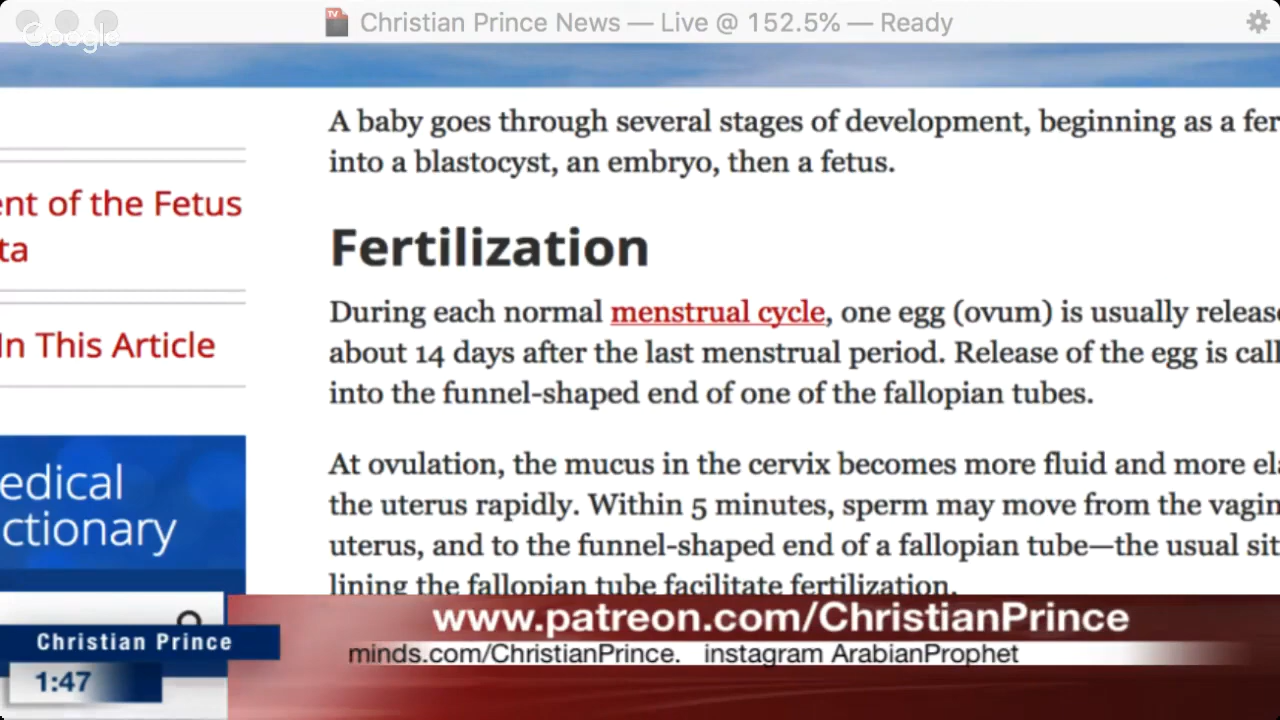 Google
TV
Christian Prince News — Live @ 152.5% — Ready
A baby goes through several stages of development, beginning as a fer
into a blastocyst, an embryo, then a fetus.
ent of the Fetus
ta
Fertilization
During each normal menstrual cycle, one egg (ovum) is usually release
In This Article
about 14 days after the last menstrual period. Release of the egg is call
into the funnel-shaped end of one of the fallopian tubes.
edical
ctionary
At ovulation, the mucus in the cervix becomes more fluid and more ela
the uterus rapidly. Within 5 minutes, sperm may move from the vagin
uterus, and to the funnel-shaped end of a fallopian tube—the usual sit
lining the fallopian tube facilitate fertilization.
www.patreon.com/ChristianPrince
Christian Prince
minds.com/ChristianPrince. instagram ArabianProphet
1:47